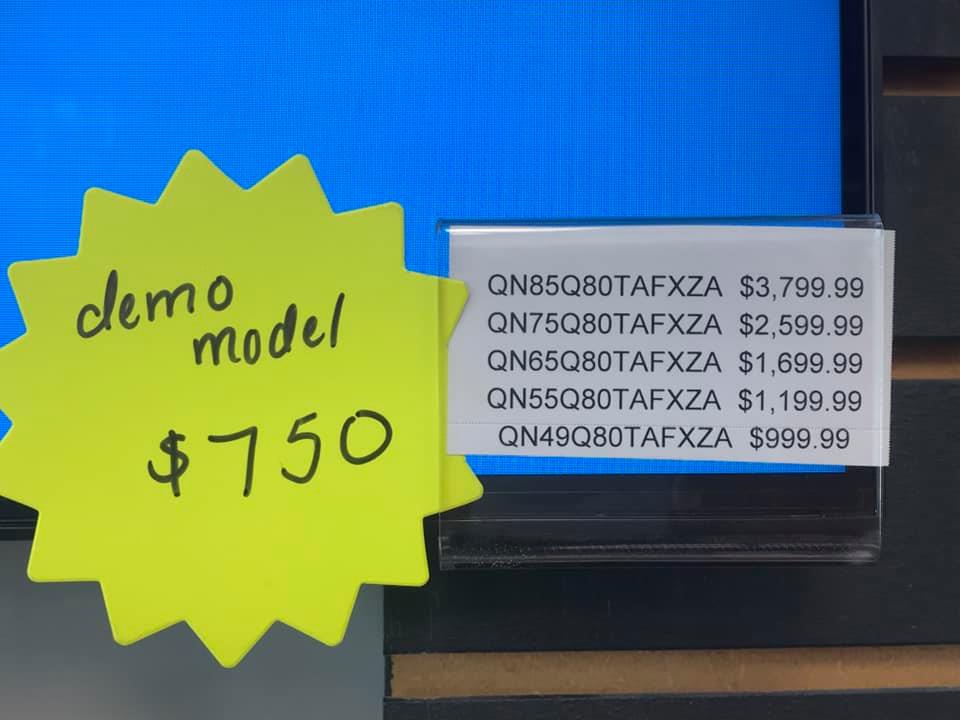 demo
model
$750
QN85Q80TAFXZA $3,799.99
QN75Q80TAFXZA $2,599.99
QN65Q80TAFXZA $1,699.99
QN55Q80TAFXZA $1,199.99
QN49Q80TAFXZA $999.99